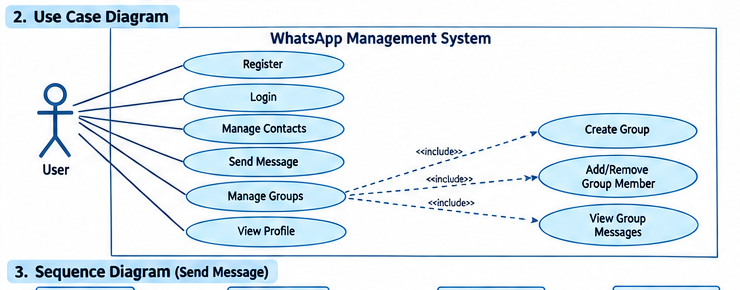 2. Use Case Diagram
WhatsApp Management System
Register
Login
Manage Contacts
Send Message
Manage Groups
View Profile
User
<<include>>
<<include>>
<<include>>
Create Group
Add/Remove
Group Member
View Group
Messages
3. Sequence Diagram (Send Message)